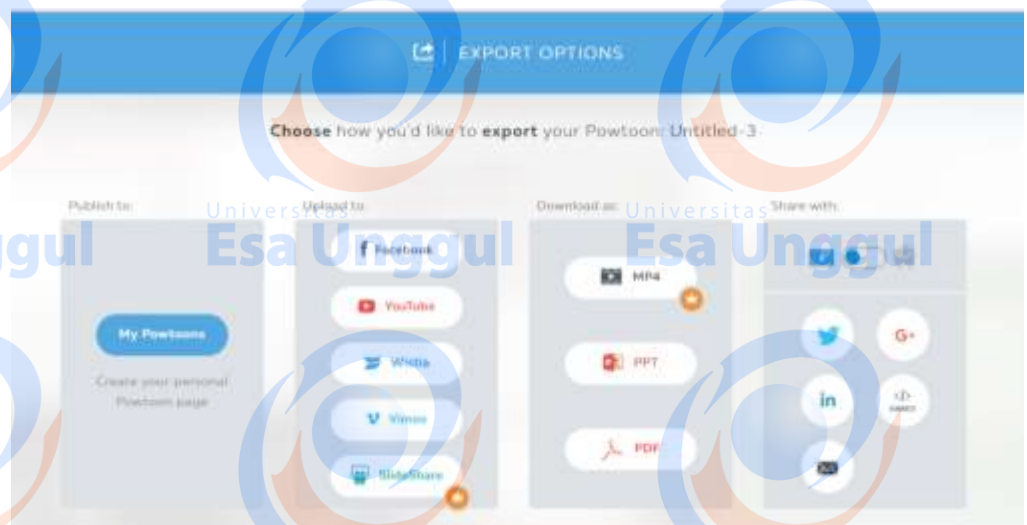 EXPORT OPTIONS
Choose how you'd like to export your Powtoon: Untitled-3
Publish to:
My Powtoons
Create your personal
Powtoon page
Upload to:
Facebook
YouTube
Wistia
Vimeo
SlideShare
Download as:
MP4
PPT
PDF
Share with:
G+
in
Universitas
Esa Unggul
Universitas
Esa Unggul
ggul